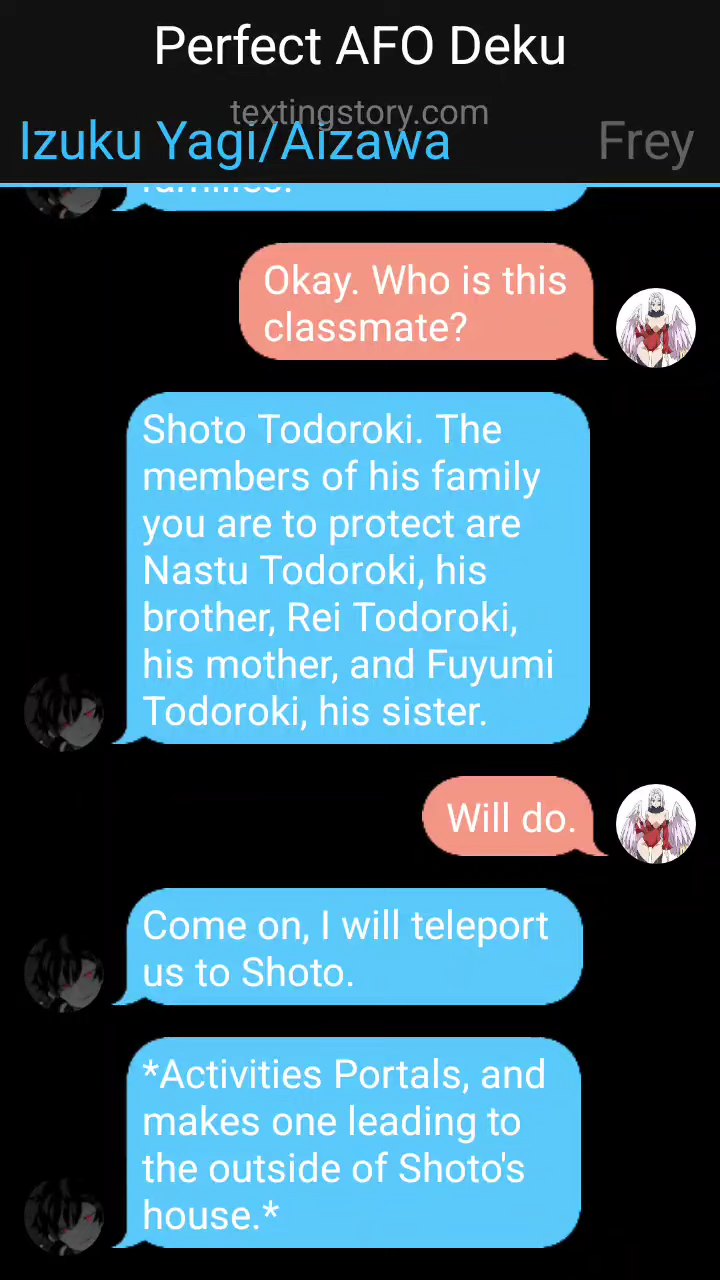 Perfect AFO Deku
textingstory.com
Izuku Yagi/Aizawa
Frey
families.
Okay. Who is this
classmate?
Shoto Todoroki. The
members of his family
you are to protect are
Nastu Todoroki, his
brother, Rei Todoroki,
his mother, and Fuyumi
Todoroki, his sister.
Will do.
Come on, I will teleport
us to Shoto.
*Activities Portals, and
makes one leading to
the outside of Shoto's
house.*